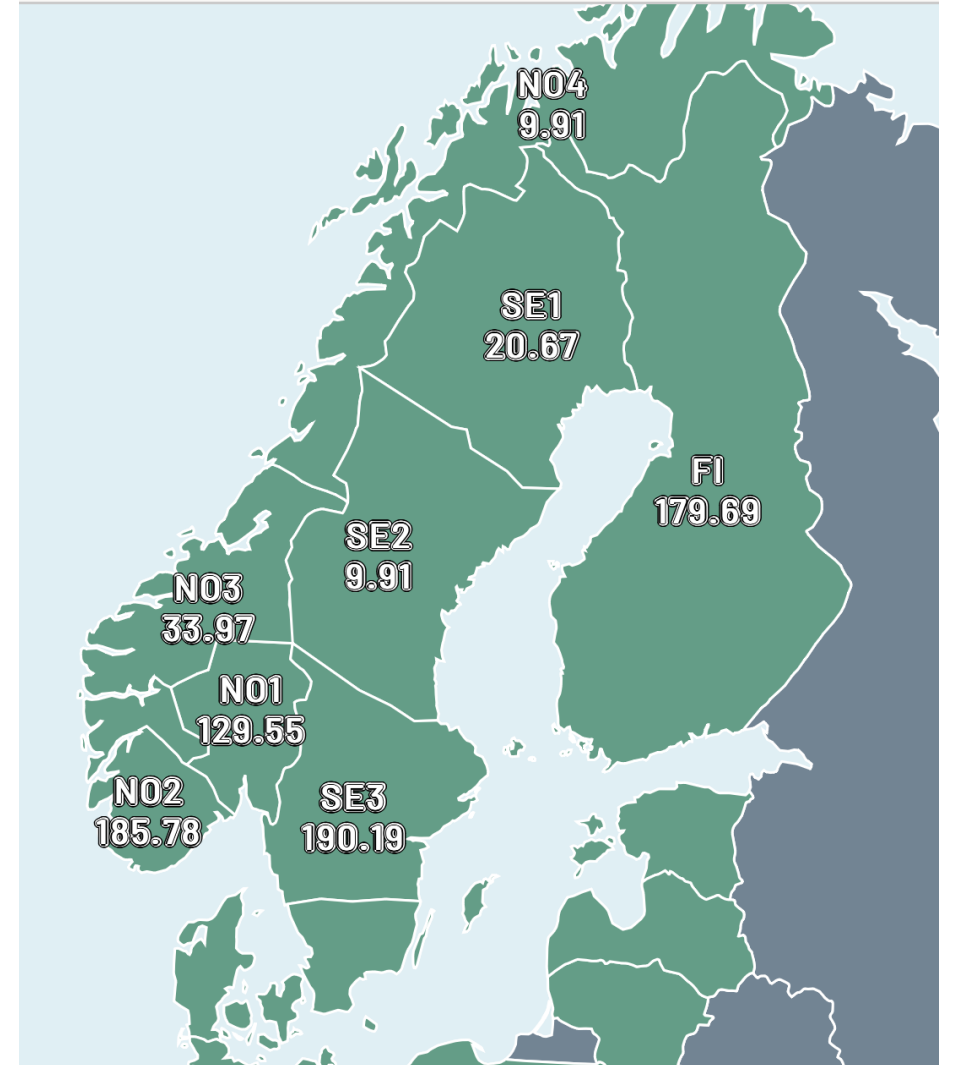 NO4
9.91
SE1
20.67
FI
179.69
SE2
9.91
NO3
33.97
NO1
129.55
NO2
185.78
SE3
190.19